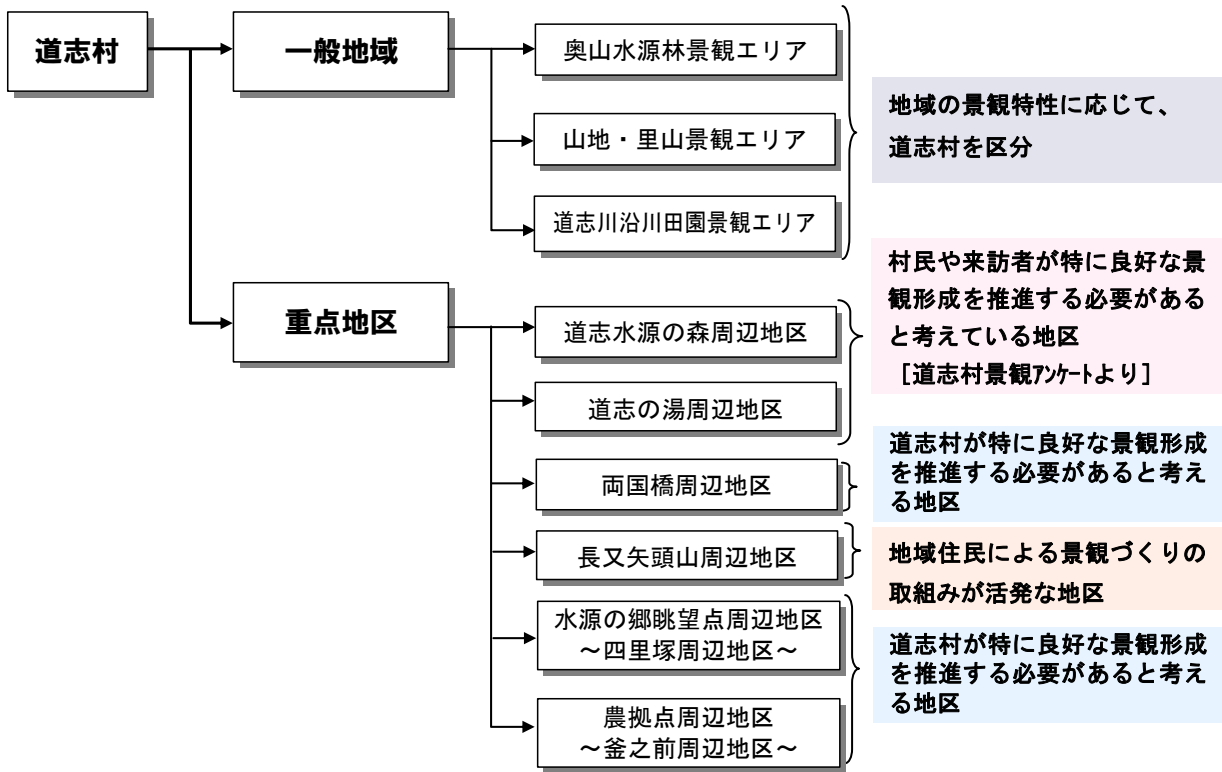 道志村
一般地域
奥山水源林景観エリア
山地・里山景観エリア
道志川沿川田園景観エリア
地域の景観特性に応じて、
道志村を区分
重点地区
道志水源の森周辺地区
道志の湯周辺地区
村民や来訪者が特に良好な景
観形成を推進する必要がある
と考えている地区
［道志村景観ｱﾝｹｰﾄより］
両国橋周辺地区
道志村が特に良好な景観形成
を推進する必要があると考え
る地区
長又矢頭山周辺地区
地域住民による景観づくりの
取組みが活発な地区
水源の郷眺望点周辺地区
～四里塚周辺地区～
農拠点周辺地区
～釜之前周辺地区～
道志村が特に良好な景観形成
を推進する必要があると考え
る地区